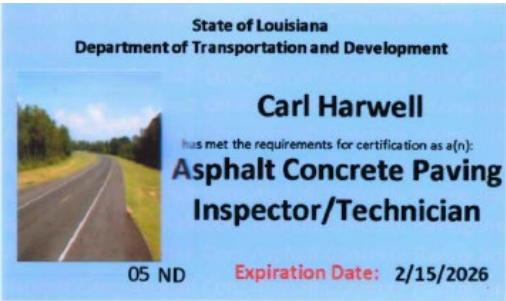 State of Louisiana
Department of Transportation and Development
Carl Harwell
has met the requirements for certification as a(n):
Asphalt Concrete Paving
Inspector/Technician
05 ND
Expiration Date: 2/15/2026